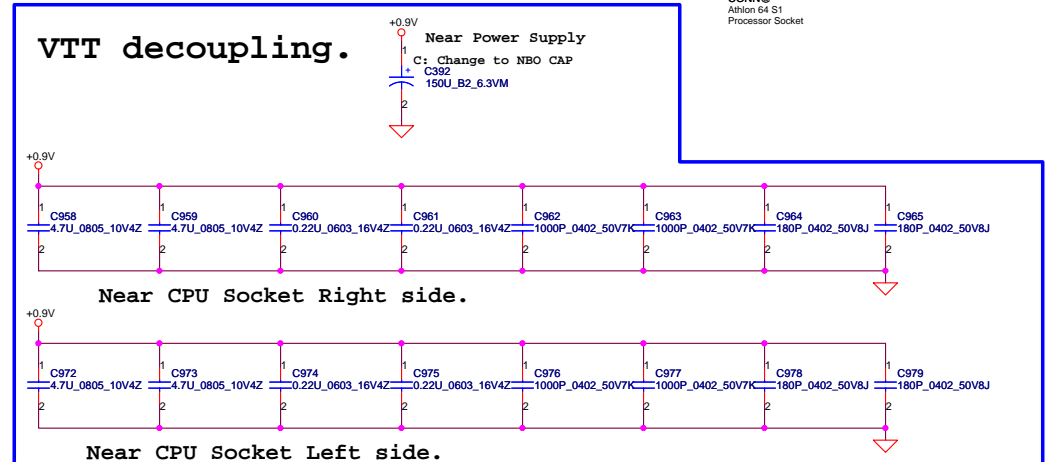 Athlon 64 S1
Processor Socket
VTT decoupling.
+0.9V
Near Power Supply
1
C: Change to NBO CAP
+
C392
150U_B2_6.3VM
2
+0.9V
1 1 1 1 1 1 1 1
C958 C959 C960 C961 C962 C963 C964 C965
4.7U_0805_10V4Z 4.7U_0805_10V4Z 0.22U_0603_16V4Z 0.22U_0603_16V4Z 1000P_0402_50V7K 1000P_0402_50V7K 180P_0402_50V8J 180P_0402_50V8J
2 2 2 2 2 2 2 2
Near CPU Socket Right side.
+0.9V
1 1 1 1 1 1 1 1
C972 C973 C974 C975 C976 C977 C978 C979
4.7U_0805_10V4Z 4.7U_0805_10V4Z 0.22U_0603_16V4Z 0.22U_0603_16V4Z 1000P_0402_50V7K 1000P_0402_50V7K 180P_0402_50V8J 180P_0402_50V8J
2 2 2 2 2 2 2 2
Near CPU Socket Left side.